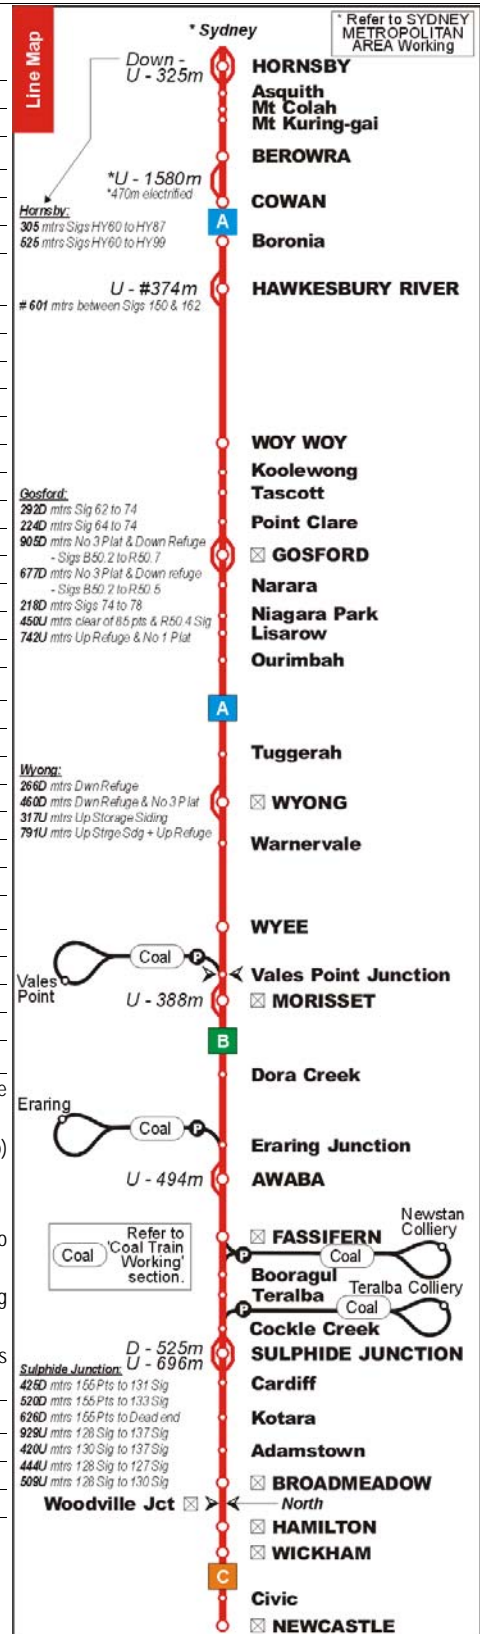 * Sydney
* Refer to SYDNEY
METROPOLITAN
AREA Working
Line Map
Down -
U - 325m
HORNSBY
Asquith
Mt Colah
Mt Kuring-gai
BEROWRA
*U - 1580m
*470m electrified
COWAN
Hornsby:
305 mtrs Sigs HY60 to HY87
525 mtrs Sigs HY60 to HY99
A
Boronia
U - #374m
HAWKESBURY RIVER
# 601 mtrs between Sigs 150 & 162
WOY WOY
Koolewong
Tascott
Point Clare
Gosford:
292D mtrs Sig 62 to 74
224D mtrs Sig 64 to 74
905D mtrs No 3 Plat & Down Refuge
- Sigs B50.2 to R50.7
677D mtrs No 3 Plat & Down refuge
- Sigs B50.2 to R50.5
218D mtrs Sigs 74 to 78
450U mtrs clear of 85 pts & R50.4 Sig
742U mtrs Up Refuge & No 1 Plat
GOSFORD
Narara
Niagara Park
Lisarow
Ourimbah
A
Tuggerah
Wyong:
266D mtrs Dwn Refuge
460D mtrs Dwn Refuge & No 3 Plat
317U mtrs Up Storage Siding
791U mtrs Up Strge Sdg + Up Refuge
WYONG
Warnervale
WYEE
Coal
P
Vales
Point
Vales Point Junction
U - 388m
MORISSET
B
Dora Creek
Eraring
Coal
P
Eraring Junction
U - 494m
AWABA
Refer to
'Coal Train
Working'
section.
Coal
FASSIFERN
Newstan
Colliery
P
Coal
Booragul
Teralba
Teralba Colliery
P
Coal
Cockle Creek
D - 525m
U - 696m
SULPHIDE JUNCTION
Sulphide Junction:
425D mtrs 155 Pts to 131 Sig
520D mtrs 155 Pts to 133 Sig
626D mtrs 155 Pts to Dead end
929U mtrs 128 Sig to 137 Sig
420U mtrs 130 Sig to 137 Sig
444U mtrs 128 Sig to 127 Sig
509U mtrs 128 Sig to 130 Sig
Cardiff
Kotara
Adamstown
BROADMEADOW
Woodville Jct
North
HAMILTON
WICKHAM
C
Civic
NEWCASTLE